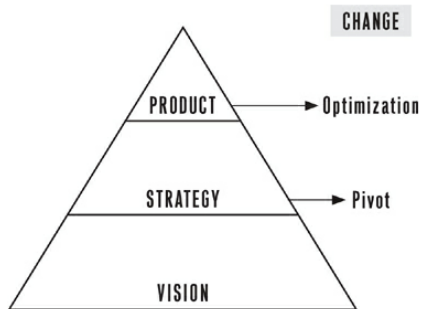 CHANGE
PRODUCT
Optimization
STRATEGY
Pivot
VISION